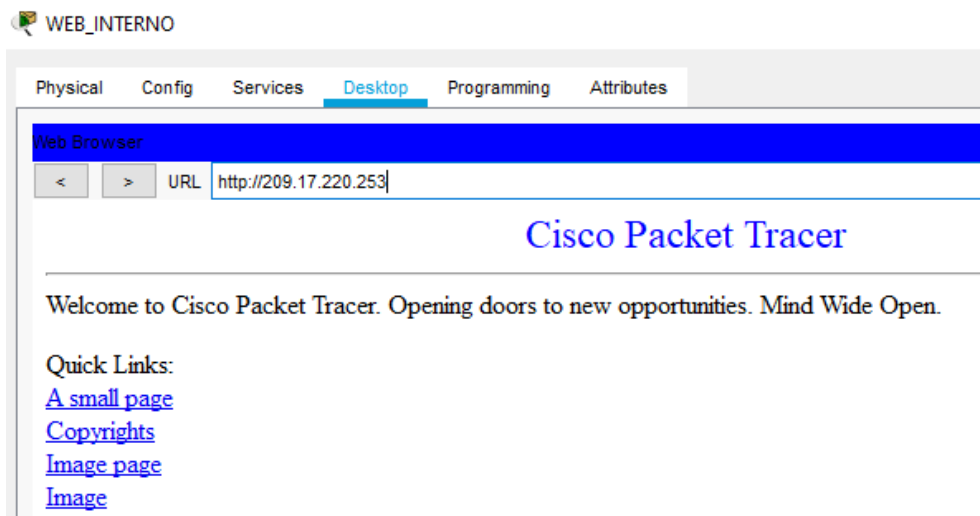 WEB_INTERNO
Physical Config Services Desktop Programming Attributes
Web Browser
< > URL http://209.17.220.253
Cisco Packet Tracer
Welcome to Cisco Packet Tracer. Opening doors to new opportunities. Mind Wide Open.
Quick Links:
A small page
Copyrights
Image page
Image